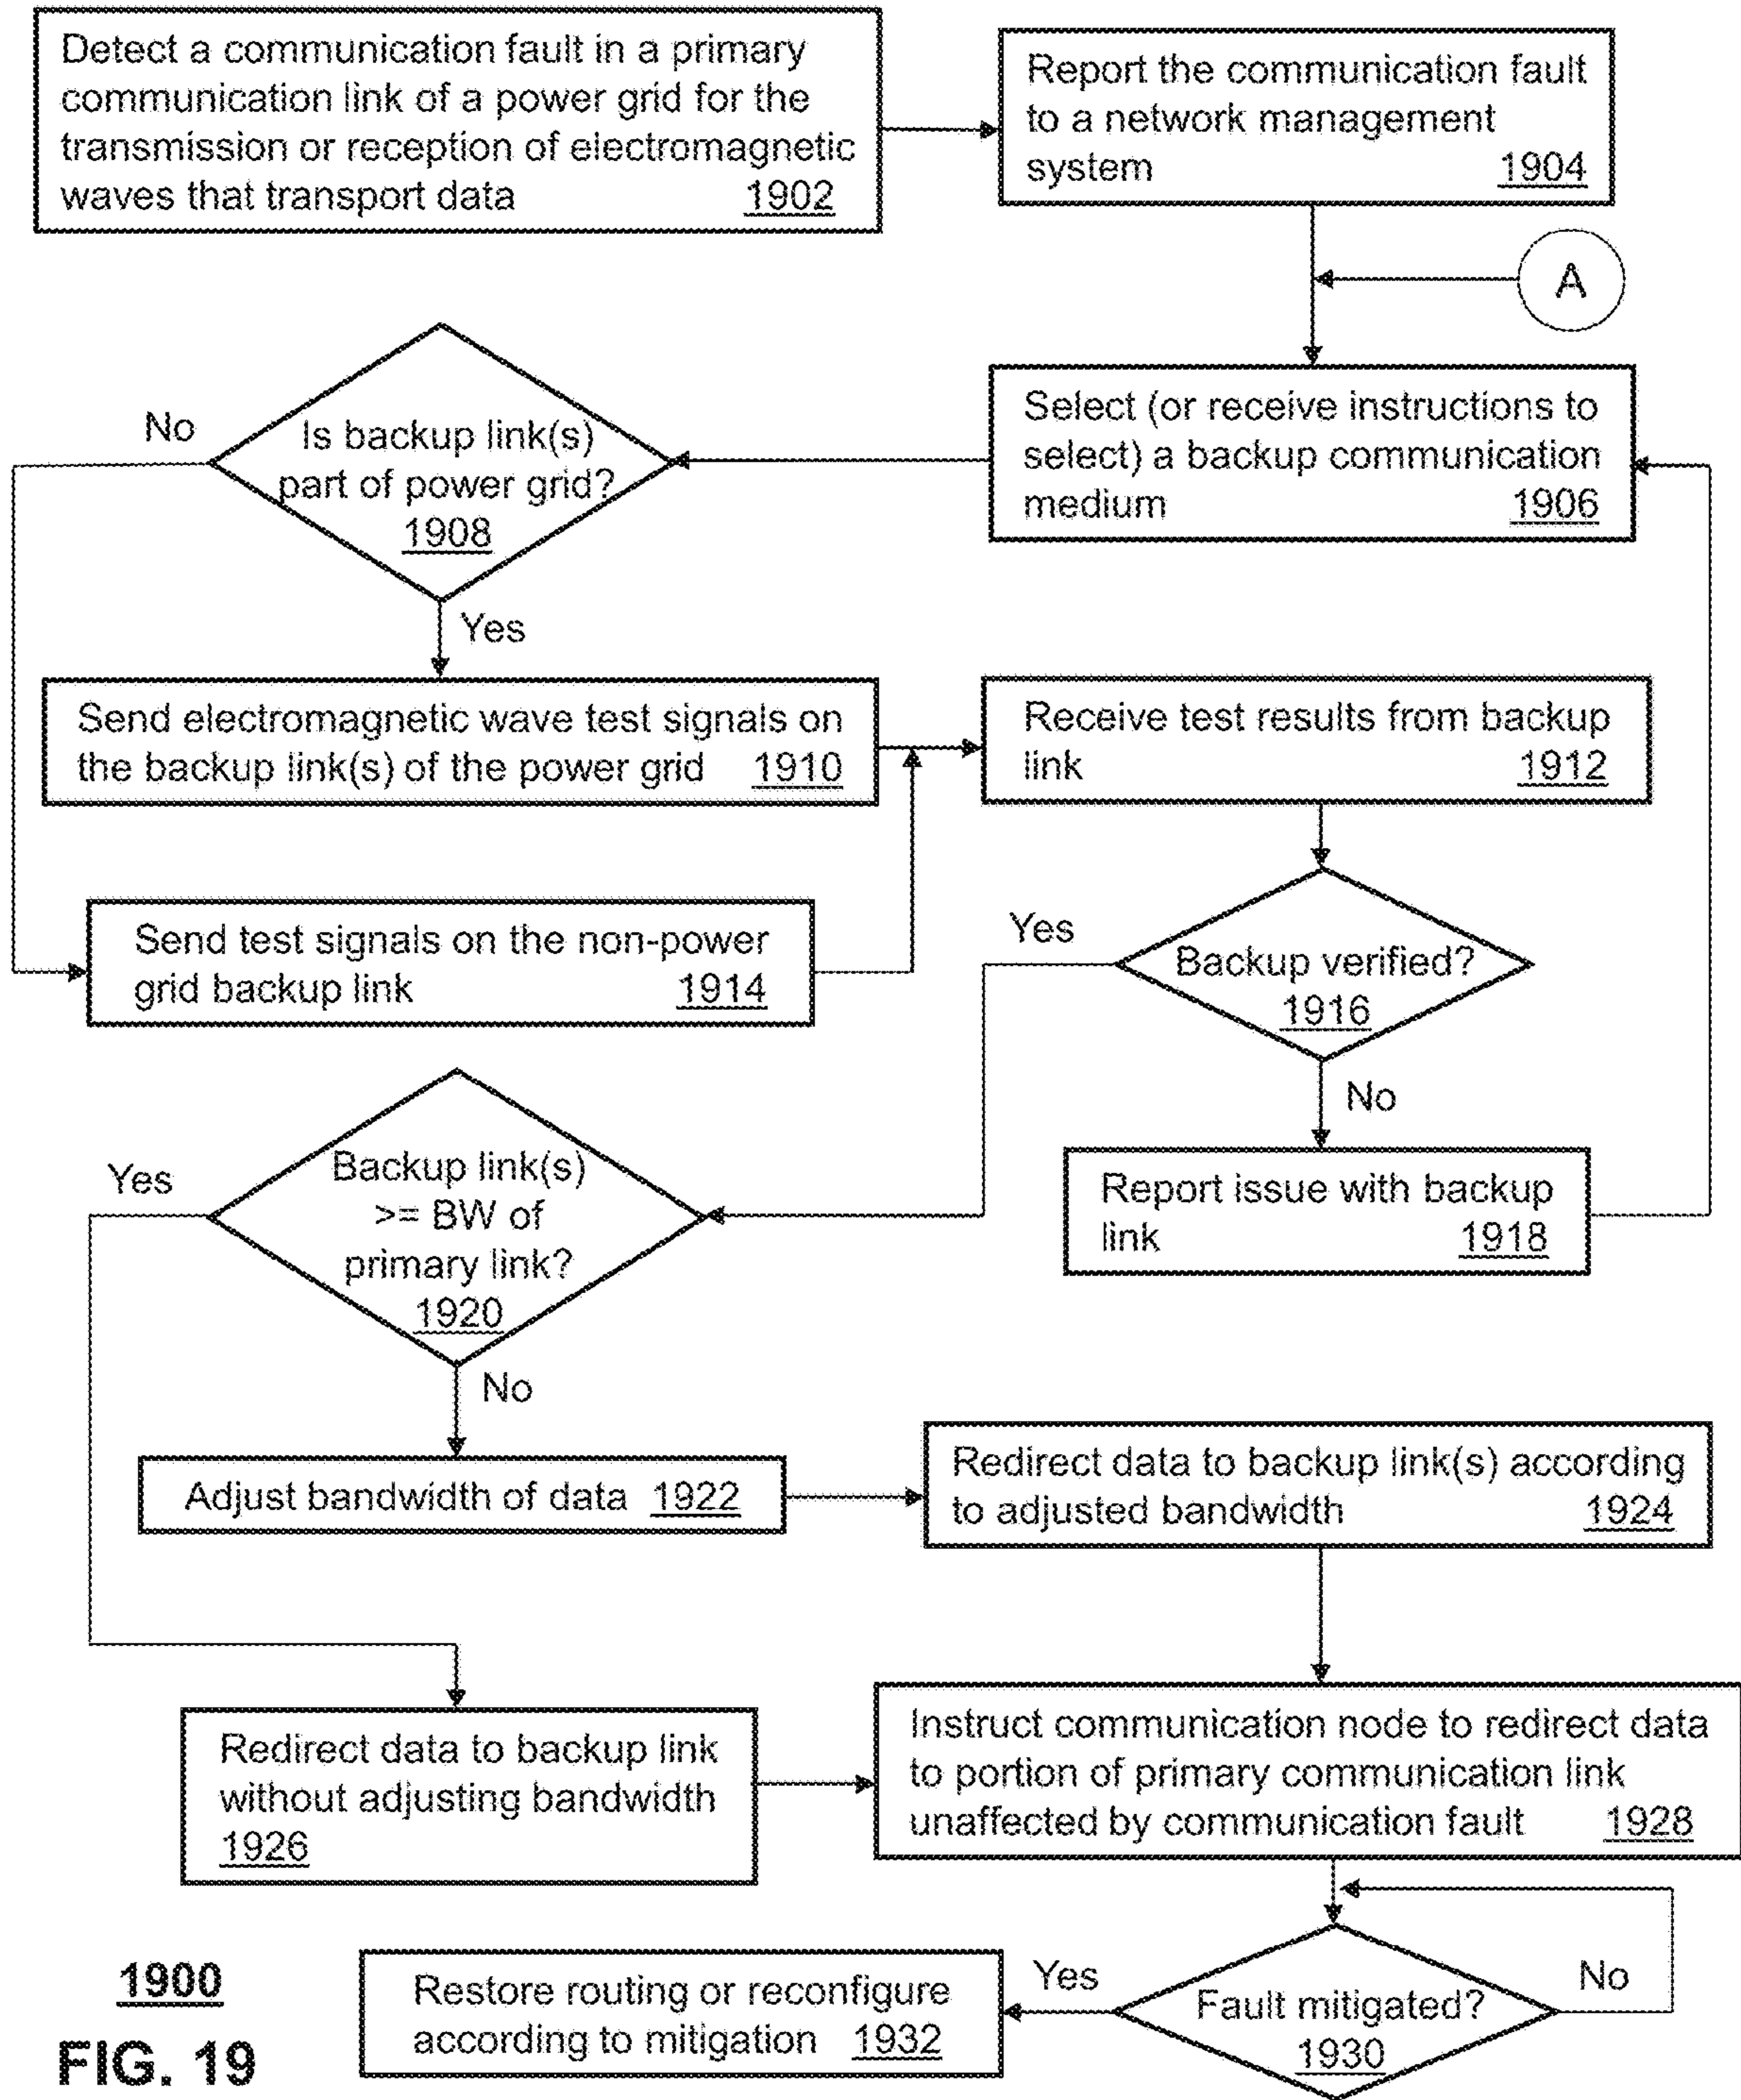 Detect a communication fault in a primary
communication link of a power grid for the
transmission or reception of electromagnetic
waves that transport data 1902
Report the communication fault
to a network management
system 1904
A
Select (or receive instructions to
select) a backup communication
medium 1906
No
Is backup link(s)
part of power grid?
1908
Yes
Send electromagnetic wave test signals on
the backup link(s) of the power grid 1910
Receive test results from backup
link 1912
Send test signals on the non-power
grid backup link 1914
Yes
Backup verified?
1916
No
Report issue with backup
link 1918
Yes
Backup link(s)
>= BW of
primary link?
1920
No
Adjust bandwidth of data 1922
Redirect data to backup link(s) according
to adjusted bandwidth 1924
Redirect data to backup link
without adjusting bandwidth
1926
Instruct communication node to redirect data
to portion of primary communication link
unaffected by communication fault 1928
Fault mitigated?
1930
No
Yes
Restore routing or reconfigure
according to mitigation 1932
1900
FIG. 19